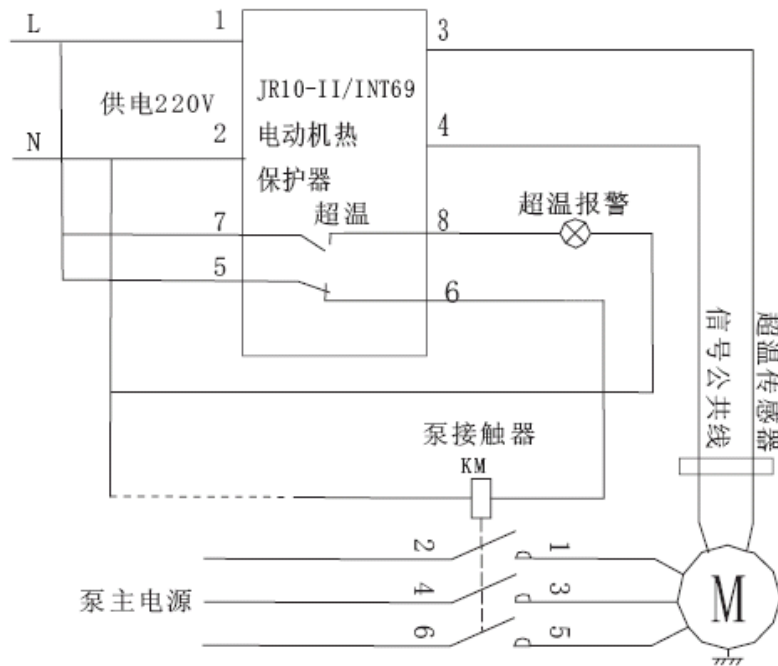 L
1
3
供电220V
JR10-II/INT69
电动机热
保护器
N
2
4
超温
超温报警
7
8
5
6
超温传感器
信号公共线
泵接触器
KM
2
1
泵主电源
4
3
M
6
5